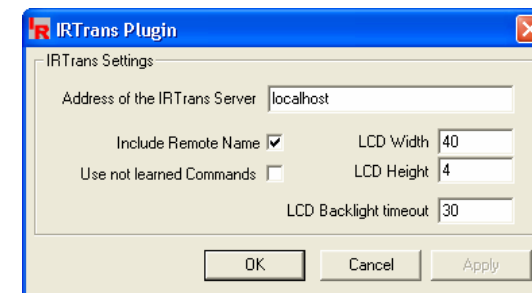 IRTrans Plugin
IRTrans Settings
Address of the IRTrans Server localhost
Include Remote Name LCD Width 40
Use not learned Commands LCD Height 4
LCD Backlight timeout 30
OK Cancel Apply